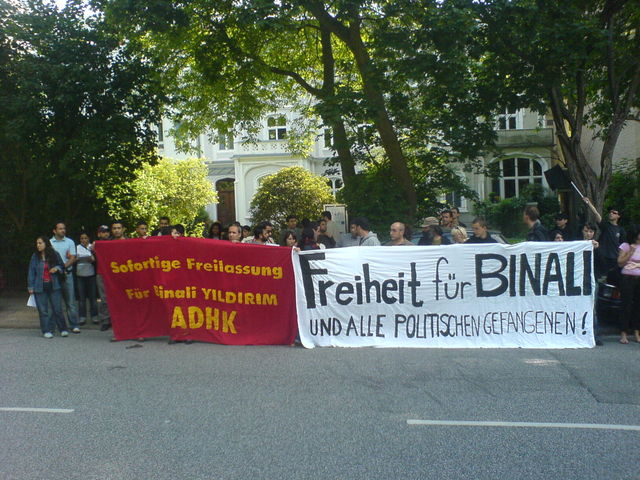 Sofortige Freilassung
Für Binali YILDIRIM
ADHK
Freiheit für BINALI
UND ALLE POLITISCHEN GEFANGENEN!